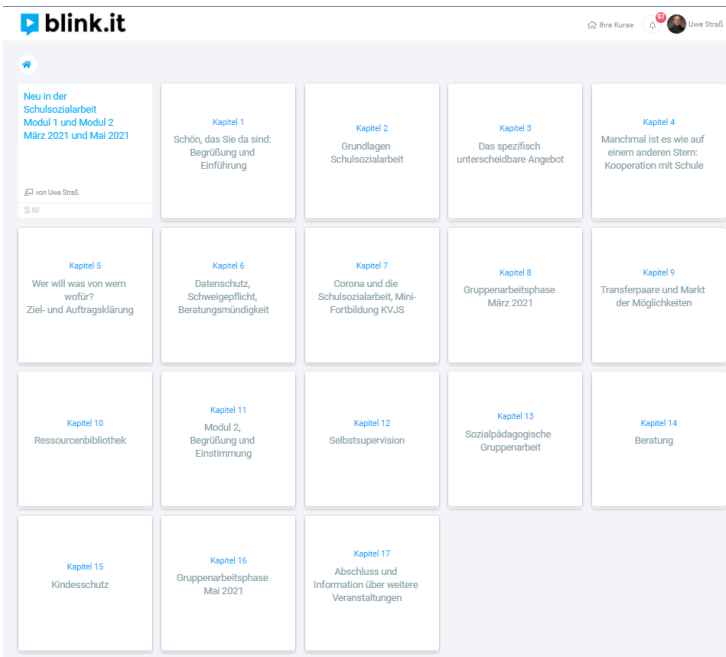 blink.it
Ihre Kurse
97
Uwe Straß
Neu in der
Schulsozialarbeit
Modul 1 und Modul 2
März 2021 und Mai 2021
von Uwe Straß
60
Kapitel 1
Schön, das Sie da sind:
Begrüßung und
Einführung
Kapitel 2
Grundlagen
Schulsozialarbeit
Kapitel 3
Das spezifisch
unterscheidbare Angebot
Kapitel 4
Manchmal ist es wie auf
einem anderen Stern:
Kooperation mit Schule
Kapitel 5
Wer will was von wem
wofür?
Ziel- und Auftragsklärung
Kapitel 6
Datenschutz,
Schweigepflicht,
Beratungsmündigkeit
Kapitel 7
Corona und die
Schulsozialarbeit, Mini-
Fortbildung KVJS
Kapitel 8
Gruppenarbeitsphase
März 2021
Kapitel 9
Transferpaare und Markt
der Möglichkeiten
Kapitel 10
Ressourcenbibliothek
Kapitel 11
Modul 2,
Begrüßung und
Einstimmung
Kapitel 12
Selbstsupervision
Kapitel 13
Sozialpädagogische
Gruppenarbeit
Kapitel 14
Beratung
Kapitel 15
Kindesschutz
Kapitel 16
Gruppenarbeitsphase
Mai 2021
Kapitel 17
Abschluss und
Information über weitere
Veranstaltungen